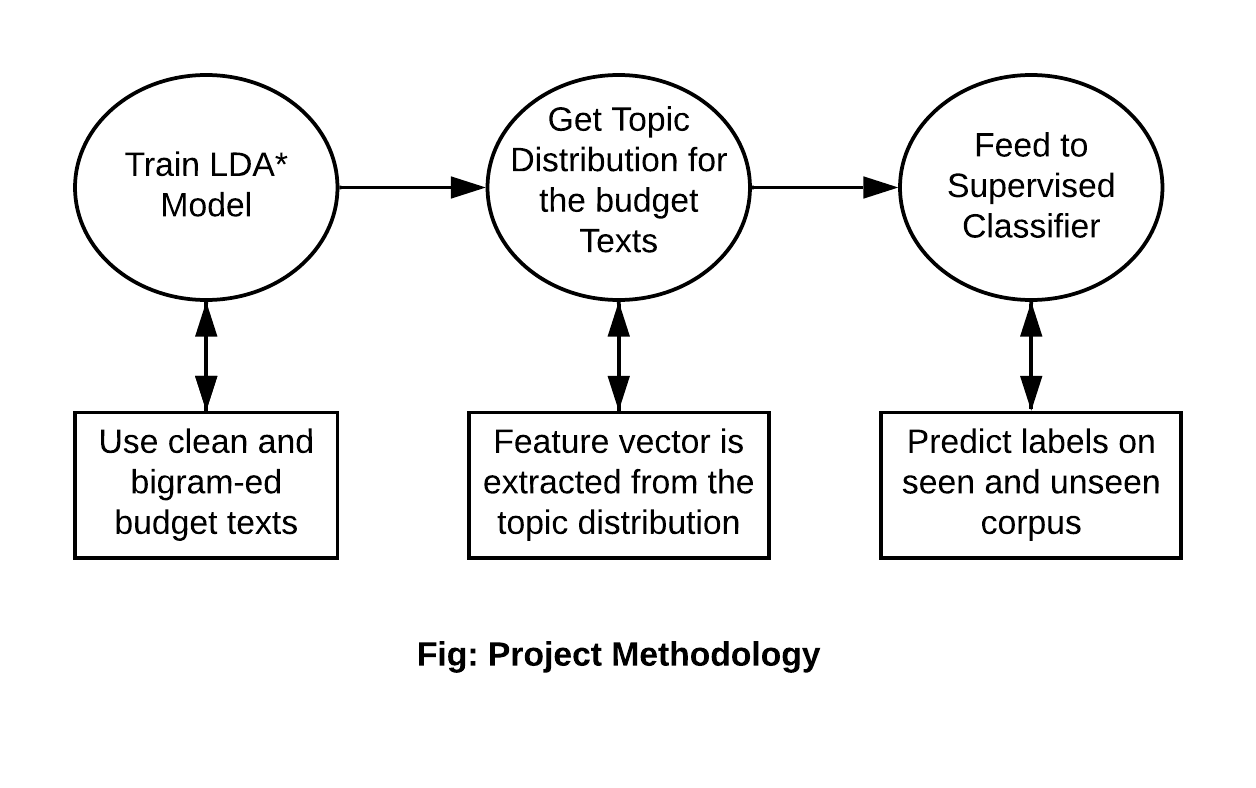 Train LDA*
Model
Get Topic
Distribution for
the budget
Texts
Feed to
Supervised
Classifier
Use clean and
bigram-ed
budget texts
Feature vector is
extracted from the
topic distribution
Predict labels on
seen and unseen
corpus
Fig: Project Methodology